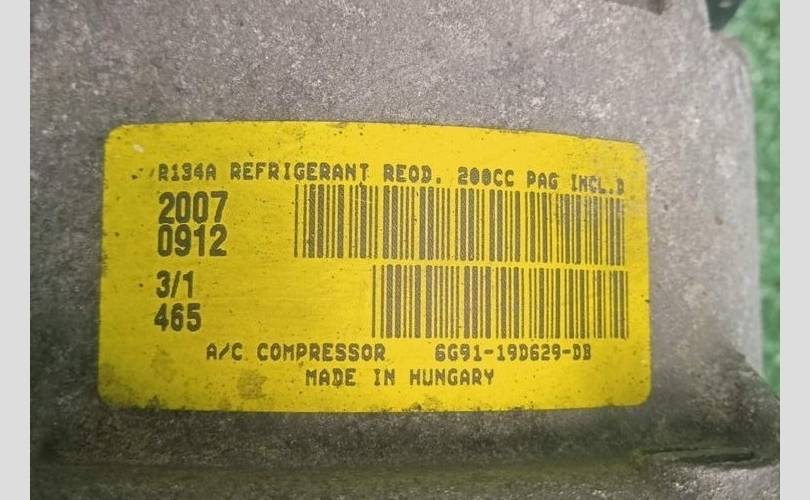 R134A REFRIGERANT REQD. 200CC PAG INCL.D
2007
0912
3/1
465
A/C COMPRESSOR 6G91-19D629-DB
MADE IN HUNGARY